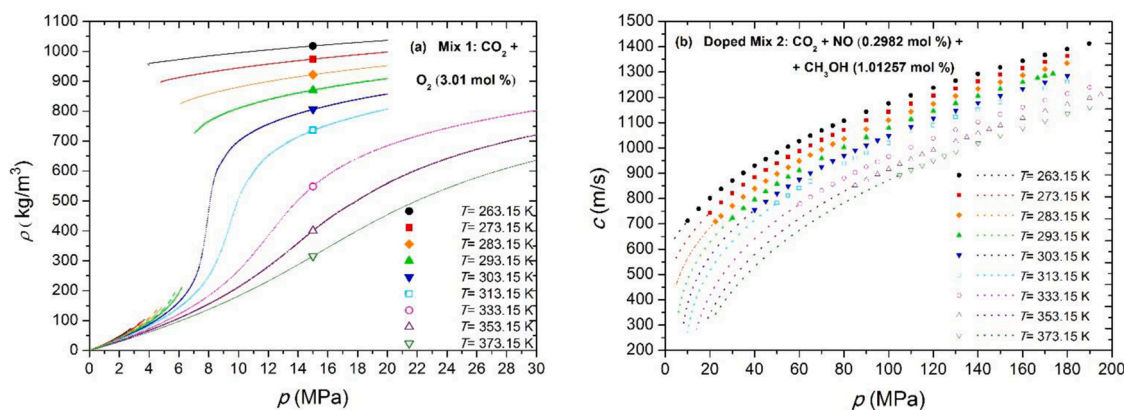 (a) Mix 1: CO₂ +
O₂ (3.01 mol %)
1100
1000
900
800
700
600
500
400
300
200
100
0
ρ (kg/m³)
T= 263.15 K
T= 273.15 K
T= 283.15 K
T= 293.15 K
T= 303.15 K
T= 313.15 K
T= 333.15 K
T= 353.15 K
T= 373.15 K
0 2 4 6 8 10 12 14 16 18 20 22 24 26 28 30
p (MPa)
(b) Doped Mix 2: CO₂ + NO (0.2982 mol %) +
+ CH₃OH (1.01257 mol %)
1500
1400
1300
1200
1100
1000
900
800
700
600
500
400
300
200
c (m/s)
T= 263.15 K
T= 273.15 K
T= 283.15 K
T= 293.15 K
T= 303.15 K
T= 313.15 K
T= 333.15 K
T= 353.15 K
T= 373.15 K
0 20 40 60 80 100 120 140 160 180 200
p (MPa)